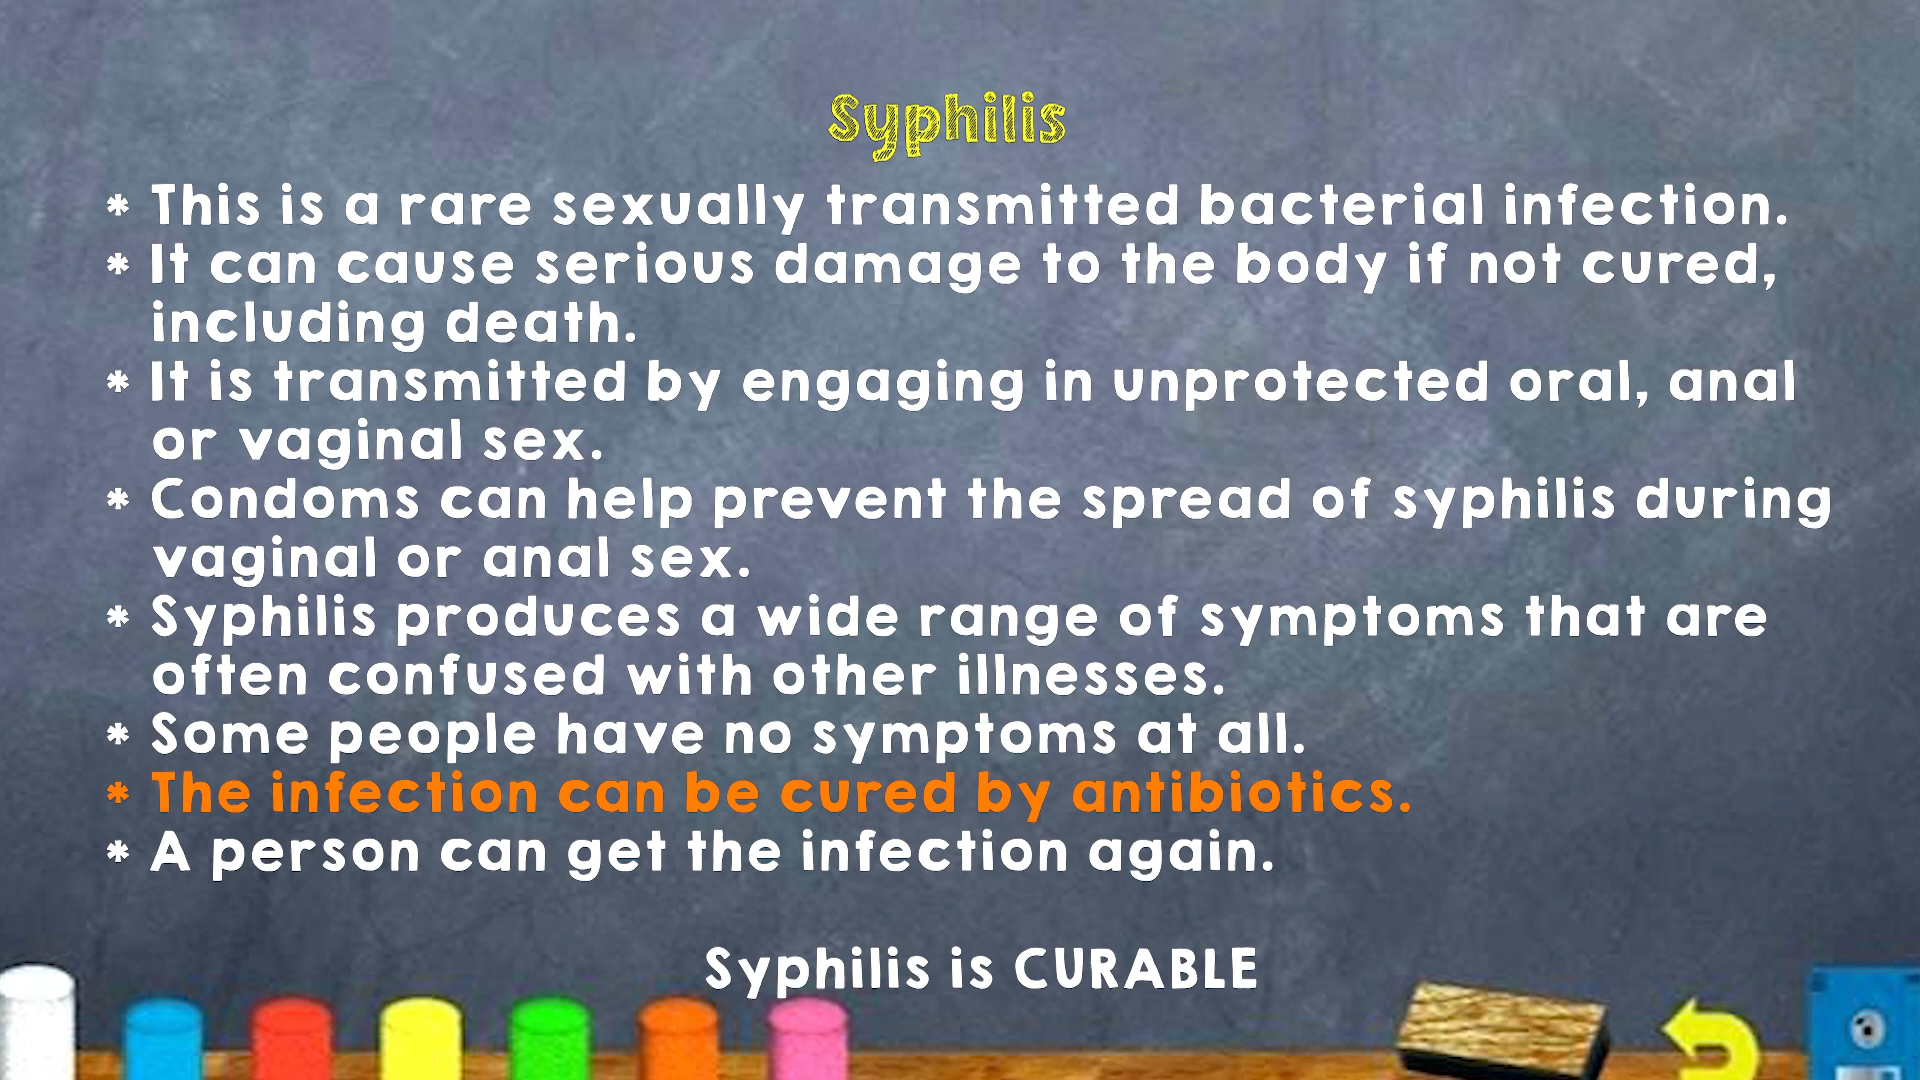 Syphilis
* This is a rare sexually transmitted bacterial infection.
* It can cause serious damage to the body if not cured,
including death.
* It is transmitted by engaging in unprotected oral, anal
or vaginal sex.
* Condoms can help prevent the spread of syphilis during
vaginal or anal sex.
* Syphilis produces a wide range of symptoms that are
often confused with other illnesses.
* Some people have no symptoms at all.
* The infection can be cured by antibiotics.
* A person can get the infection again.
Syphilis is CURABLE